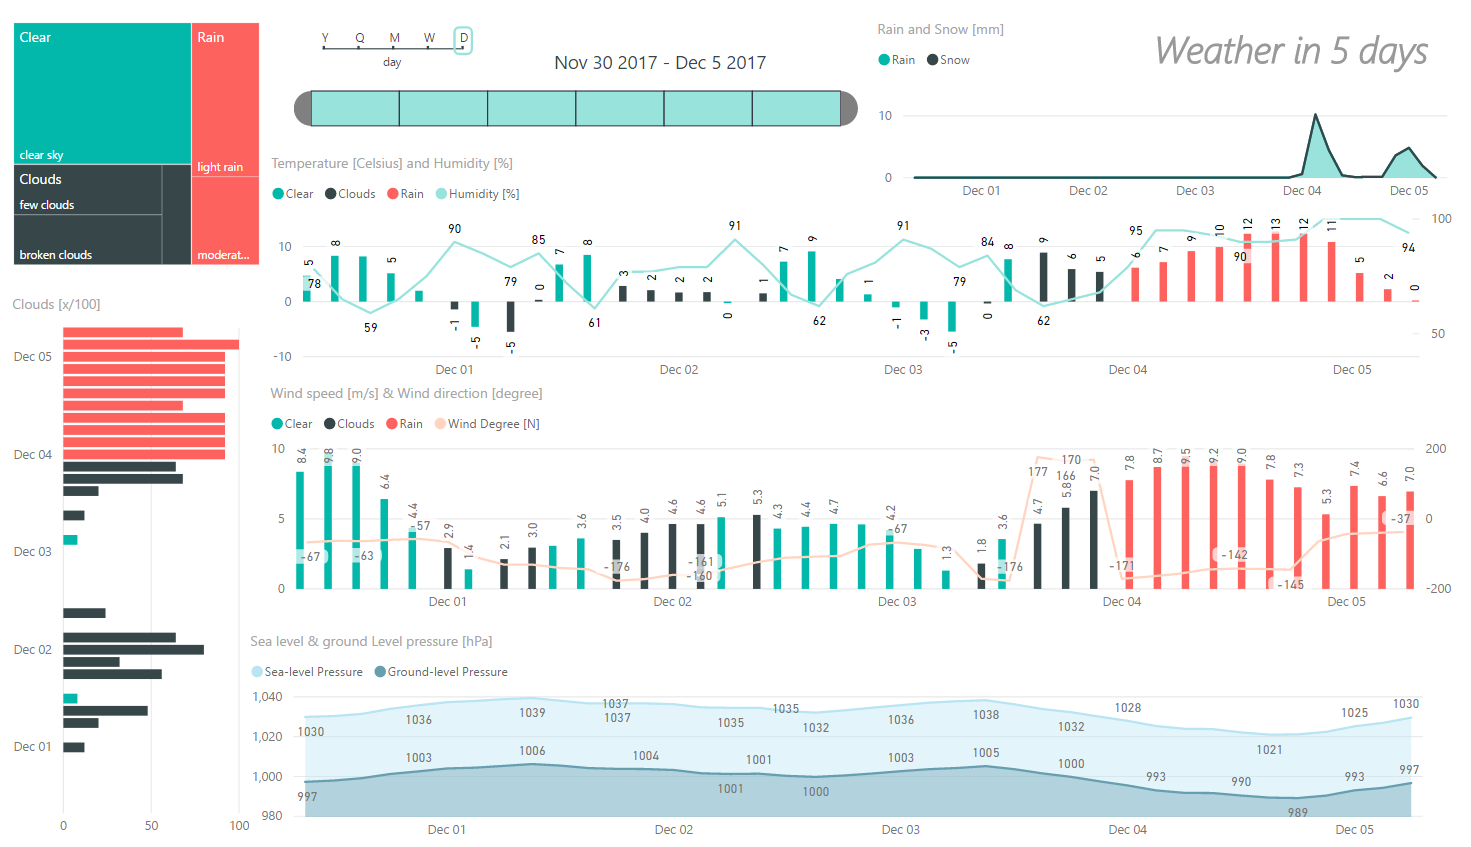 Clear
clear sky
Rain
light rain
moderat...
Clouds
few clouds
broken clouds
Y Q M W D
day
Nov 30 2017 - Dec 5 2017
Rain and Snow [mm]
Rain Snow
Weather in 5 days
10
0
Dec 01 Dec 02 Dec 03 Dec 04 Dec 05
Temperature [Celsius] and Humidity [%]
Clear Clouds Rain Humidity [%]
10
0
-10
100
50
5 8 8 5 -1 -5 -5 0 7 8 3 2 2 2 0 1 7 9 1 -1 -3 -5 0 8 9 6 5 6 7 9 10 12 13 12 11 5 2 0
78 59 90 79 85 61 91 62 91 79 84 62 95 90 94
Dec 01 Dec 02 Dec 03 Dec 04 Dec 05
Clouds [x/100]
Dec 05
Dec 04
Dec 03
Dec 02
Dec 01
0 50 100
Wind speed [m/s] & Wind direction [degree]
Clear Clouds Rain Wind Degree [N]
10
5
0
200
0
-200
8.4 9.8 9.0 6.4 4.4 2.9 1.4 2.1 3.0 3.6 3.5 4.0 4.6 4.6 5.1 5.3 4.3 4.4 4.7 4.2 1.3 1.8 3.6 4.7 5.8 7.0 7.8 8.7 9.5 9.2 9.0 7.8 7.3 5.3 7.4 6.6 7.0
-67 -63 -57 -176 -161 -160 -67 -176 177 170 166 -171 -142 -145 -37
Dec 01 Dec 02 Dec 03 Dec 04 Dec 05
Sea level & ground Level pressure [hPa]
Sea-level Pressure Ground-level Pressure
1,040
1,020
1,000
980
1030 1036 1039 1037 1037 1035 1035 1032 1036 1038 1032 1028 1021 1025 1030
997 1003 1006 1004 1001 1001 1000 1003 1005 1000 993 990 989 993 997
Dec 01 Dec 02 Dec 03 Dec 04 Dec 05